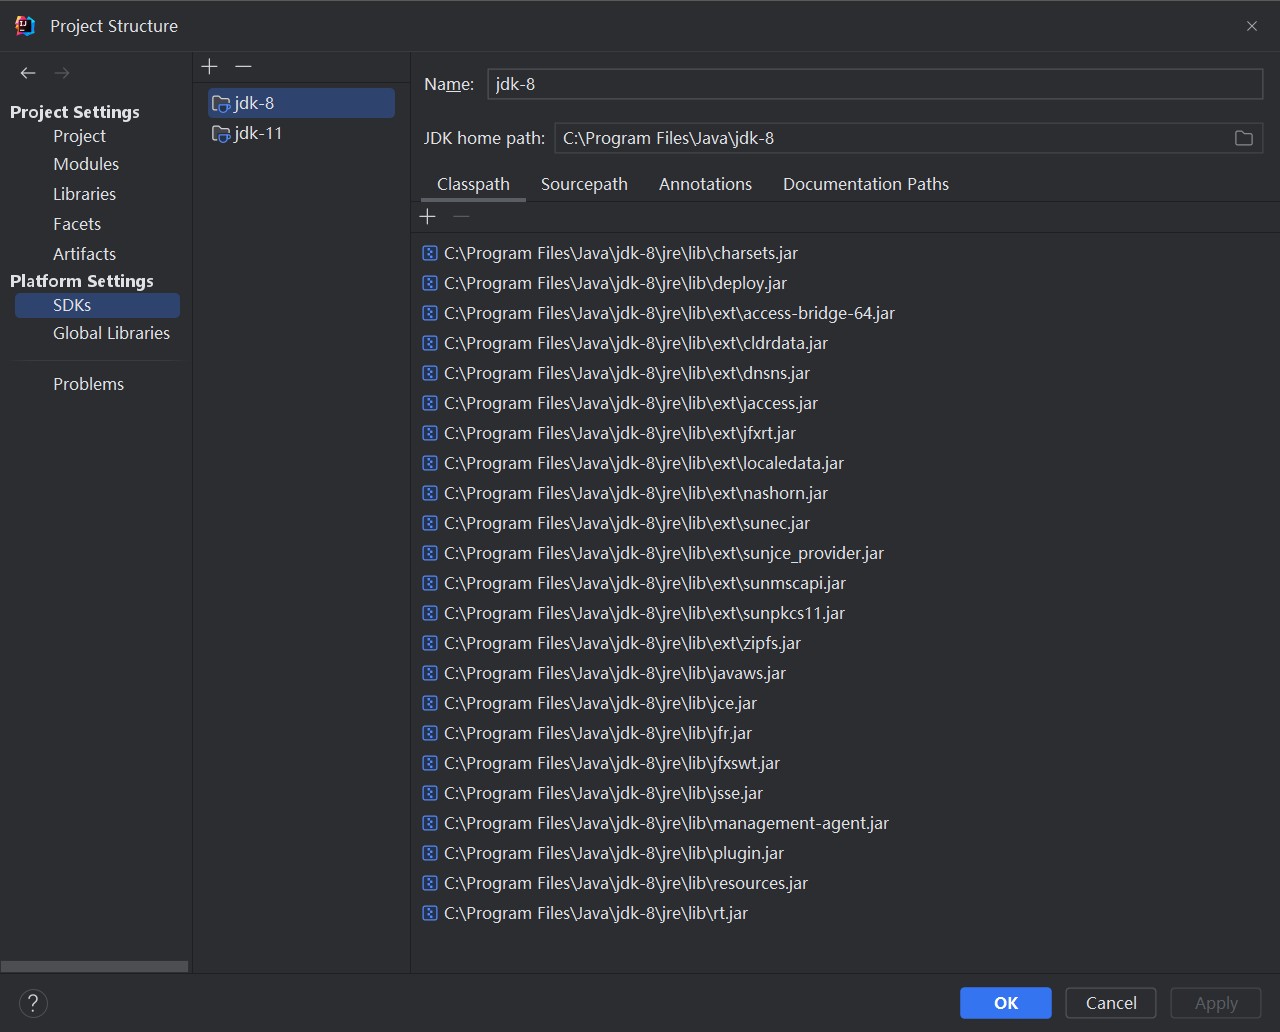 Project Structure
Project Settings
Project
Modules
Libraries
Facets
Artifacts
Platform Settings
SDKs
Global Libraries
Problems
jdk-8
jdk-11
Name: jdk-8
JDK home path: C:\Program Files\Java\jdk-8
Classpath Sourcepath Annotations Documentation Paths
C:\Program Files\Java\jdk-8\jre\lib\charsets.jar
C:\Program Files\Java\jdk-8\jre\lib\deploy.jar
C:\Program Files\Java\jdk-8\jre\lib\ext\access-bridge-64.jar
C:\Program Files\Java\jdk-8\jre\lib\ext\cldrdata.jar
C:\Program Files\Java\jdk-8\jre\lib\ext\dnsns.jar
C:\Program Files\Java\jdk-8\jre\lib\ext\jaccess.jar
C:\Program Files\Java\jdk-8\jre\lib\ext\jfxrt.jar
C:\Program Files\Java\jdk-8\jre\lib\ext\localedata.jar
C:\Program Files\Java\jdk-8\jre\lib\ext\nashorn.jar
C:\Program Files\Java\jdk-8\jre\lib\ext\sunec.jar
C:\Program Files\Java\jdk-8\jre\lib\ext\sunjce_provider.jar
C:\Program Files\Java\jdk-8\jre\lib\ext\sunmscapi.jar
C:\Program Files\Java\jdk-8\jre\lib\ext\sunpkcs11.jar
C:\Program Files\Java\jdk-8\jre\lib\ext\zipfs.jar
C:\Program Files\Java\jdk-8\jre\lib\javaws.jar
C:\Program Files\Java\jdk-8\jre\lib\jce.jar
C:\Program Files\Java\jdk-8\jre\lib\jfr.jar
C:\Program Files\Java\jdk-8\jre\lib\jfxswt.jar
C:\Program Files\Java\jdk-8\jre\lib\jsse.jar
C:\Program Files\Java\jdk-8\jre\lib\management-agent.jar
C:\Program Files\Java\jdk-8\jre\lib\plugin.jar
C:\Program Files\Java\jdk-8\jre\lib\resources.jar
C:\Program Files\Java\jdk-8\jre\lib\rt.jar
? OK Cancel Apply